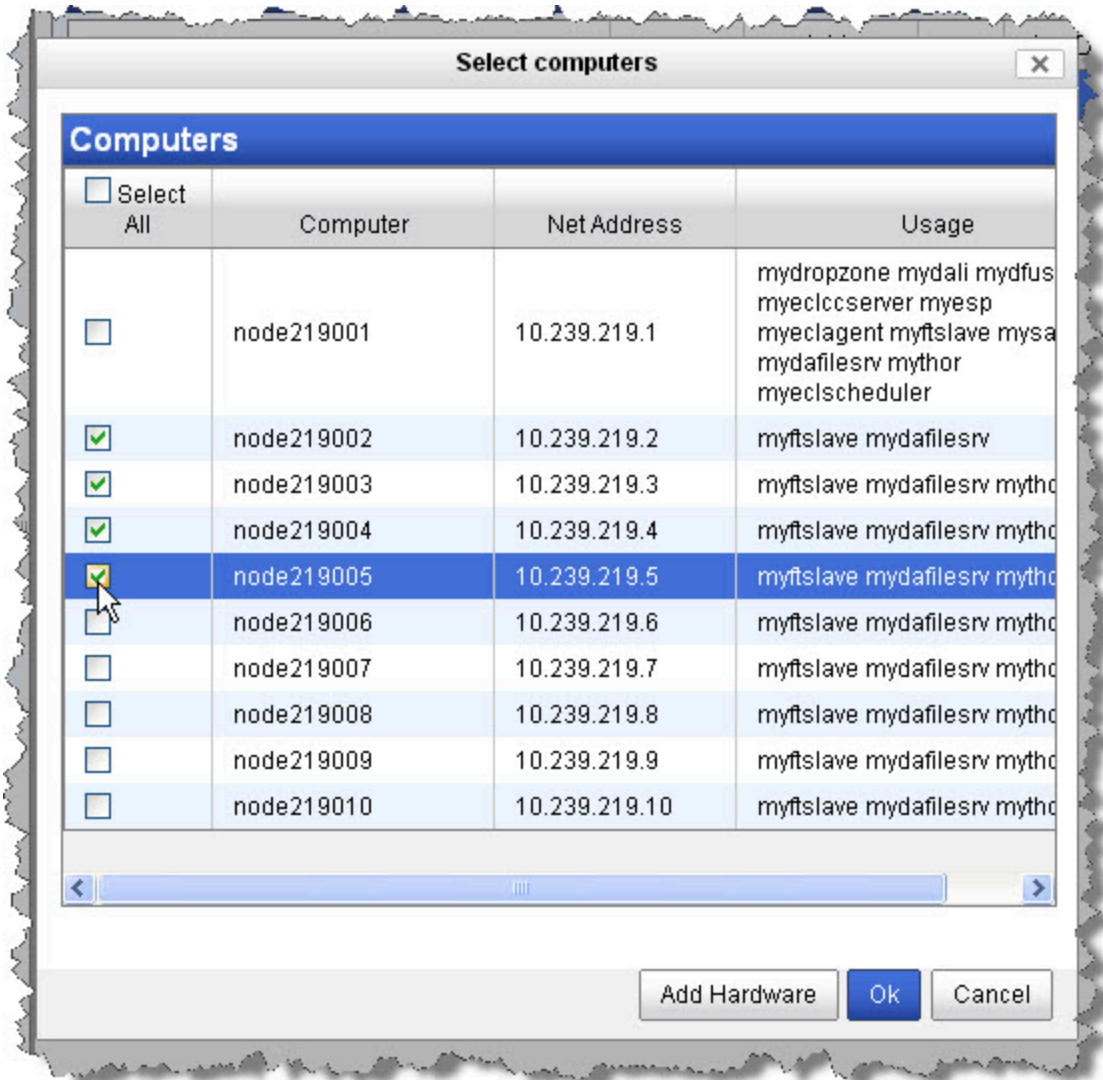 Select computers
Computers
Select
All
Computer
Net Address
Usage
node219001
10.239.219.1
mydropzone mydali mydfus
myeclccserver myesp
myeclagent myftslave mysa
mydafilesrv mythor
myeclscheduler
node219002 10.239.219.2 myftslave mydafilesrv
node219003 10.239.219.3 myftslave mydafilesrv mytho
node219004 10.239.219.4 myftslave mydafilesrv mytho
node219005 10.239.219.5 myftslave mydafilesrv mytho
node219006 10.239.219.6 myftslave mydafilesrv mytho
node219007 10.239.219.7 myftslave mydafilesrv mytho
node219008 10.239.219.8 myftslave mydafilesrv mytho
node219009 10.239.219.9 myftslave mydafilesrv mytho
node219010 10.239.219.10 myftslave mydafilesrv mytho
Add Hardware Ok Cancel